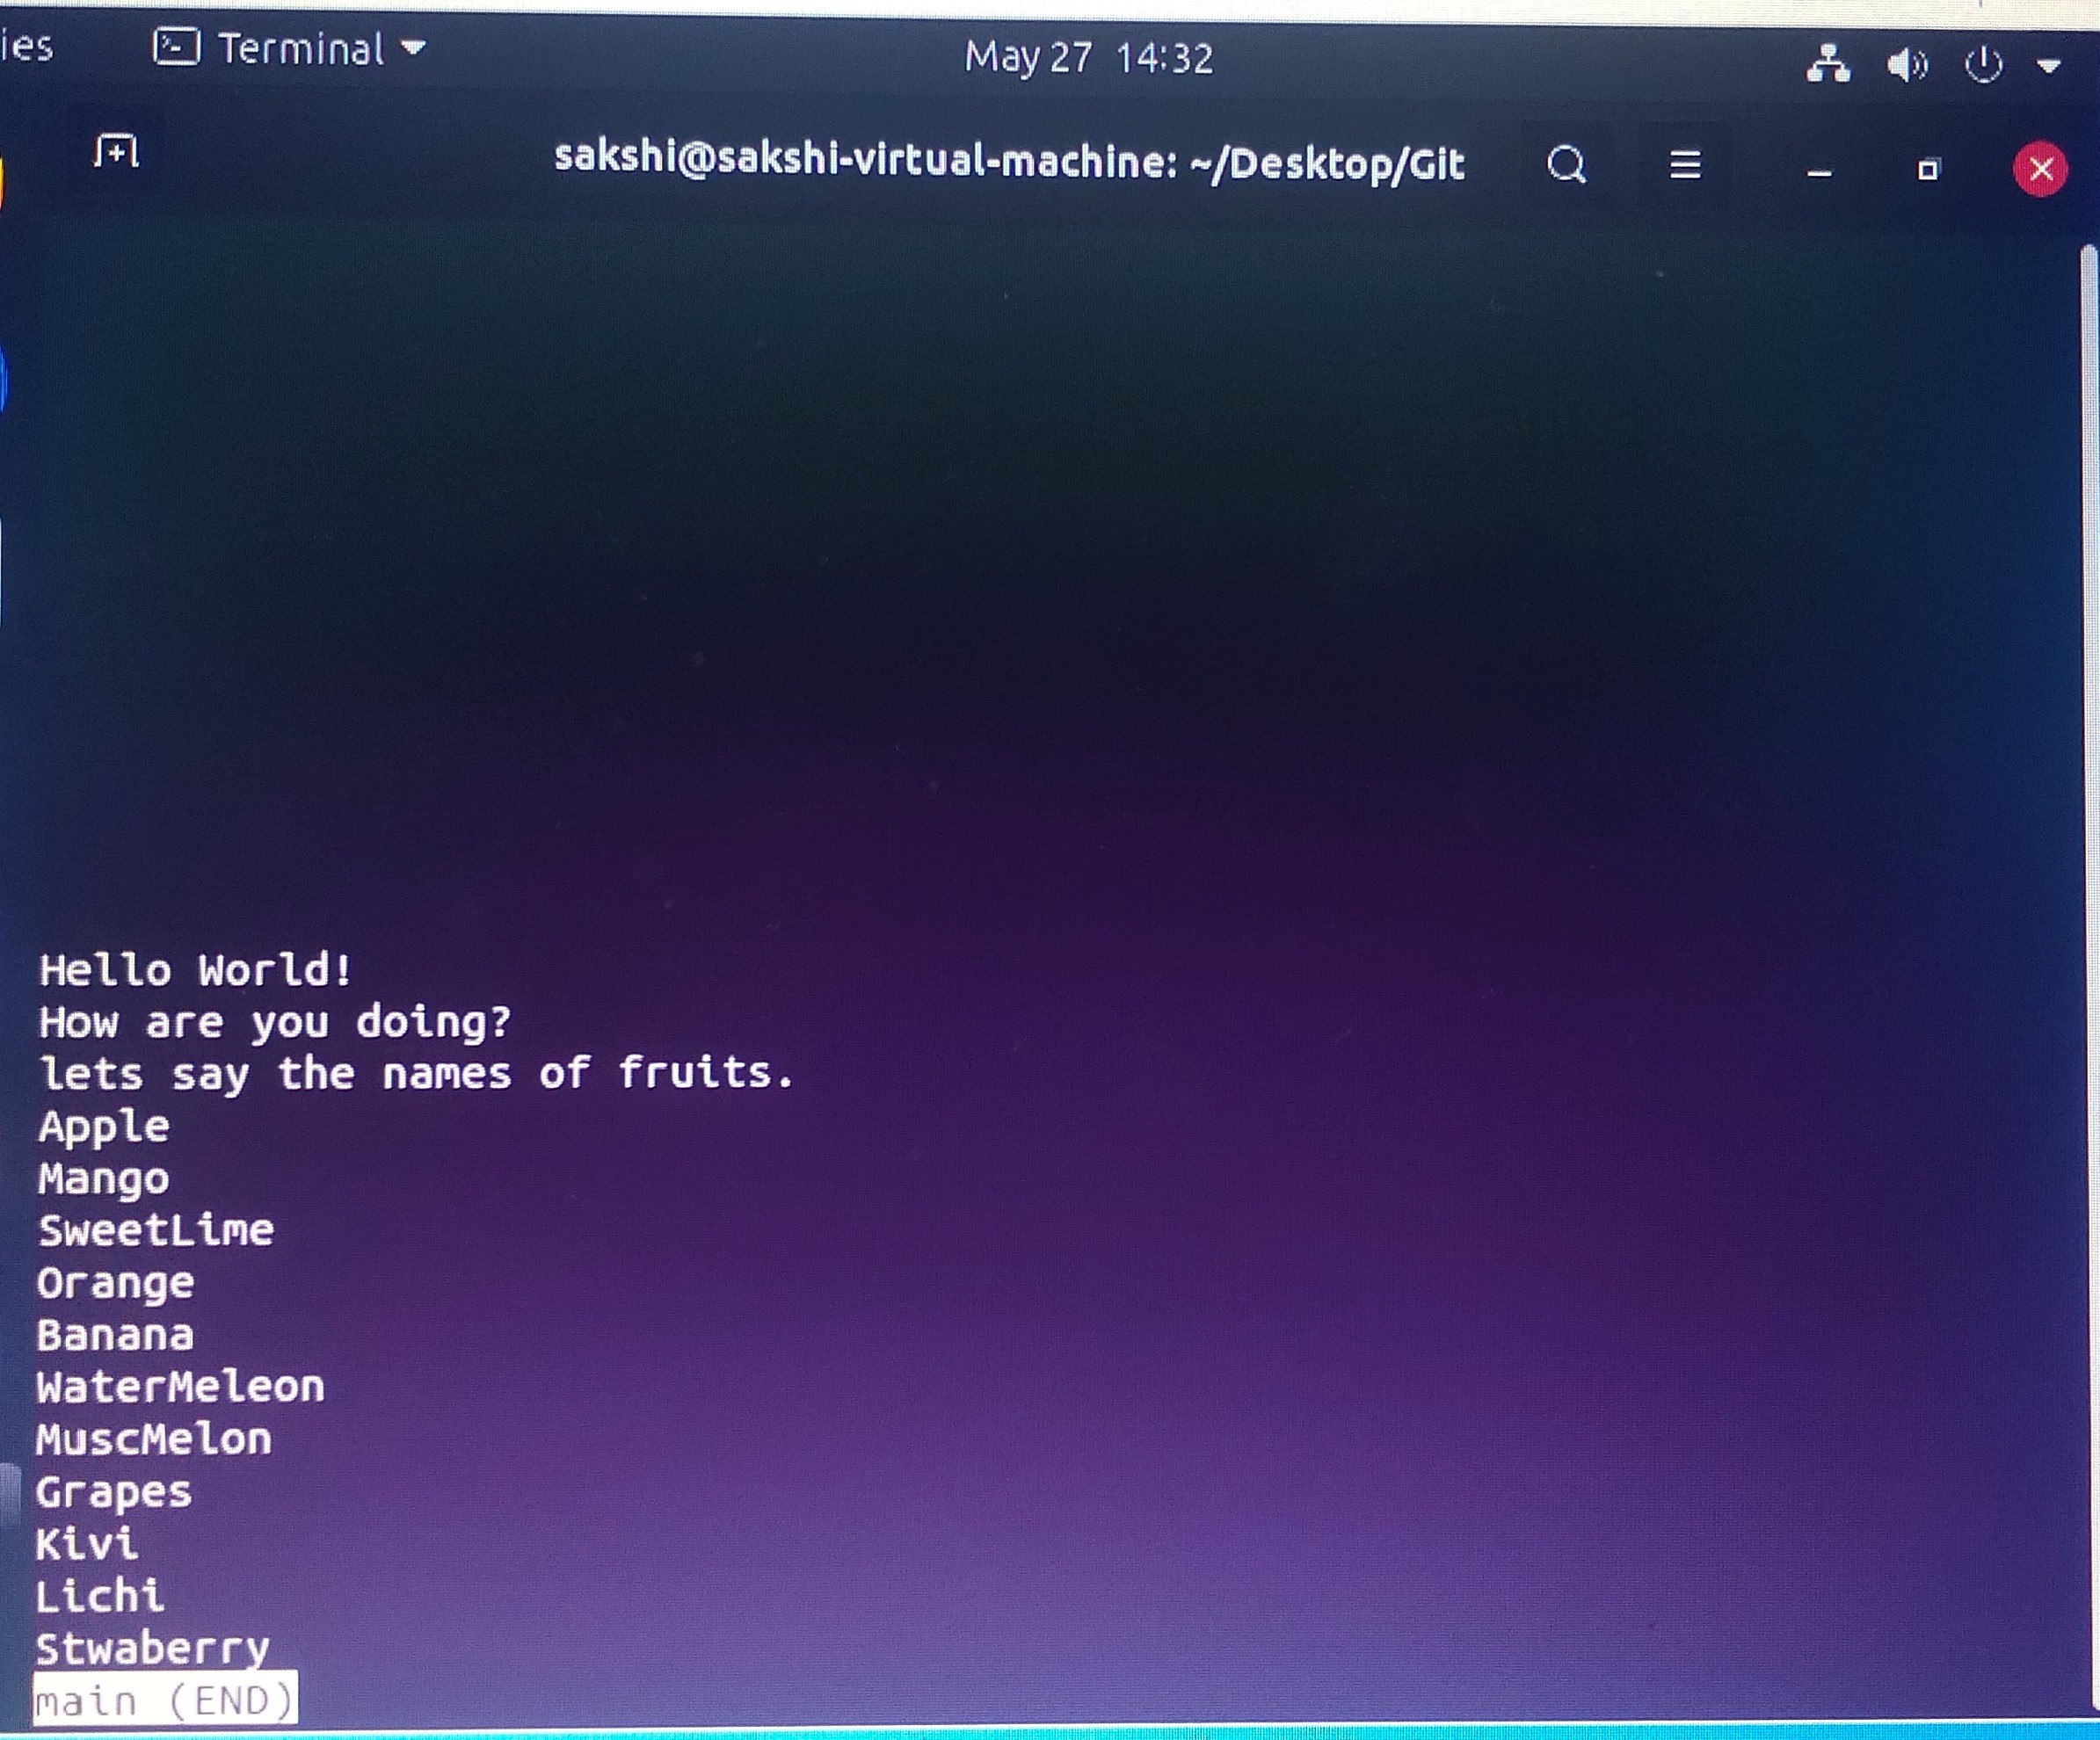 Terminal
May 27 14:32
sakshi@sakshi-virtual-machine: ~/Desktop/Git
Hello World!
How are you doing?
lets say the names of fruits.
Apple
Mango
SweetLime
Orange
Banana
WaterMeleon
MuscMelon
Grapes
Kivi
Lichi
Stwaberry
main (END)